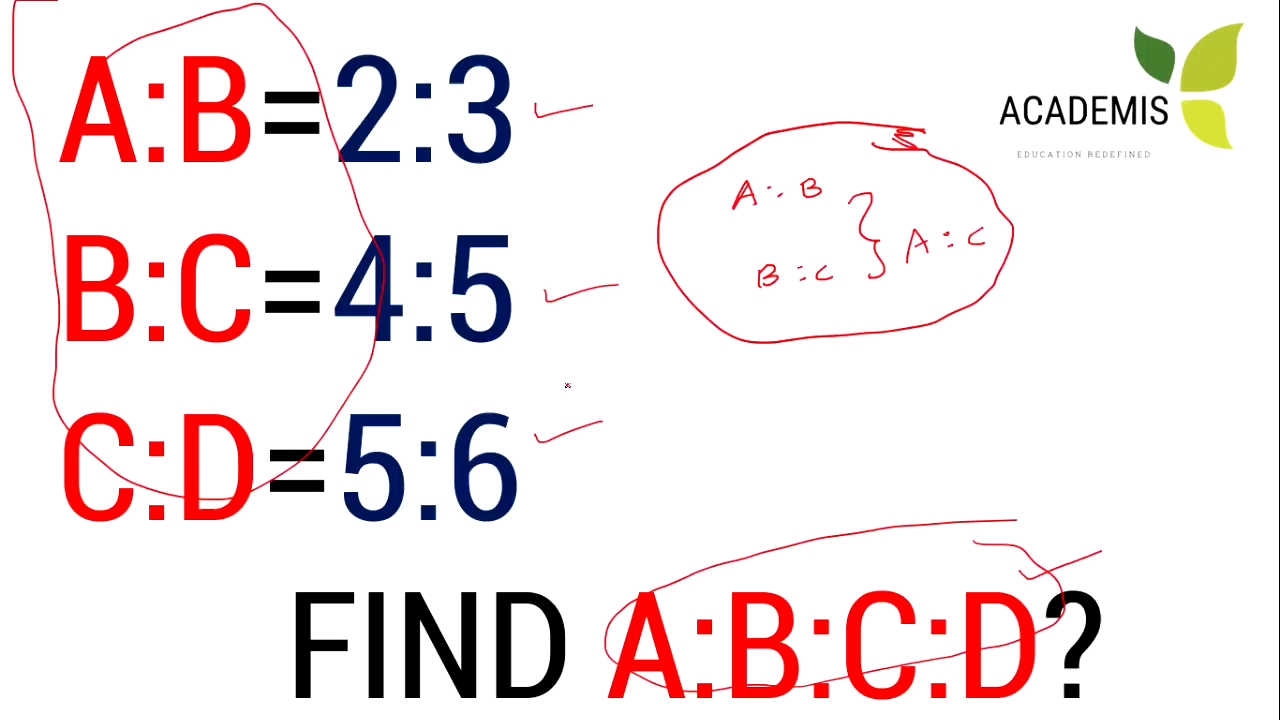 A:B=2:3
B:C=4:5
C:D=5:6
FIND A:B:C:D?
A:B
B:C
A:C
ACADEMIS
EDUCATION REDEFINED